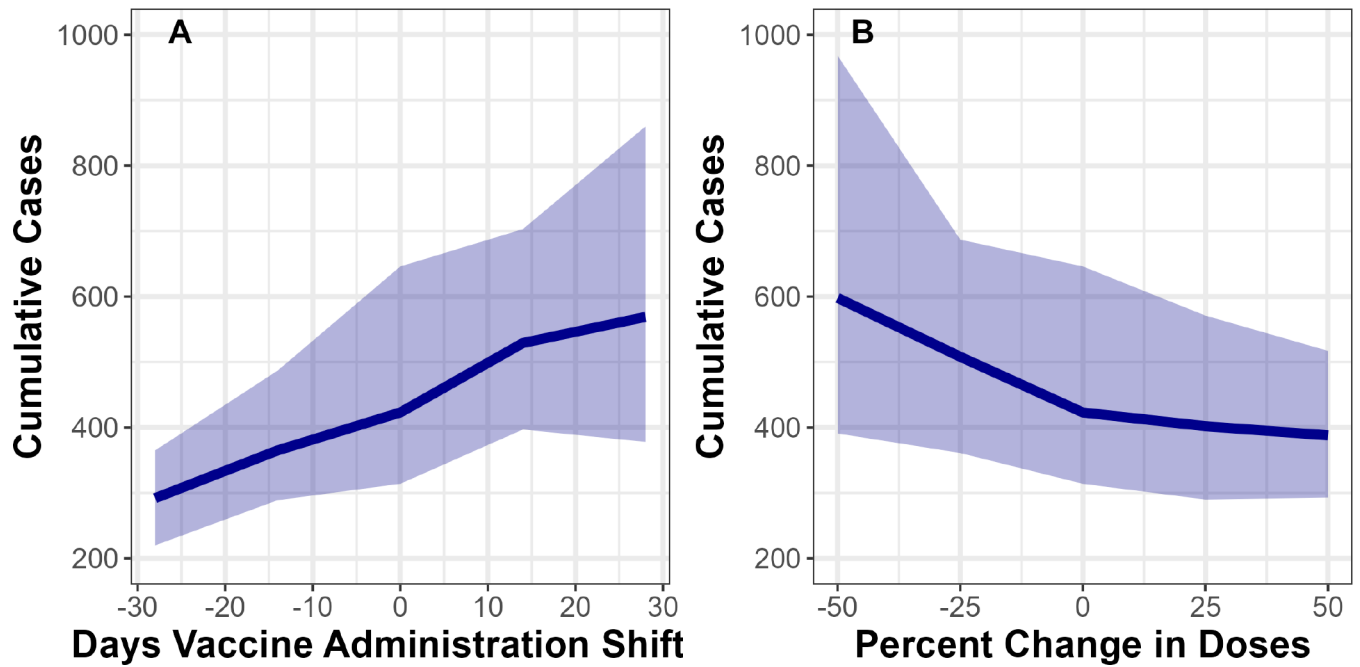 A
Cumulative Cases
1000
800
600
400
200
-30 -20 -10 0 10 20 30
Days Vaccine Administration Shift
B
Cumulative Cases
1000
800
600
400
200
-50 -25 0 25 50
Percent Change in Doses